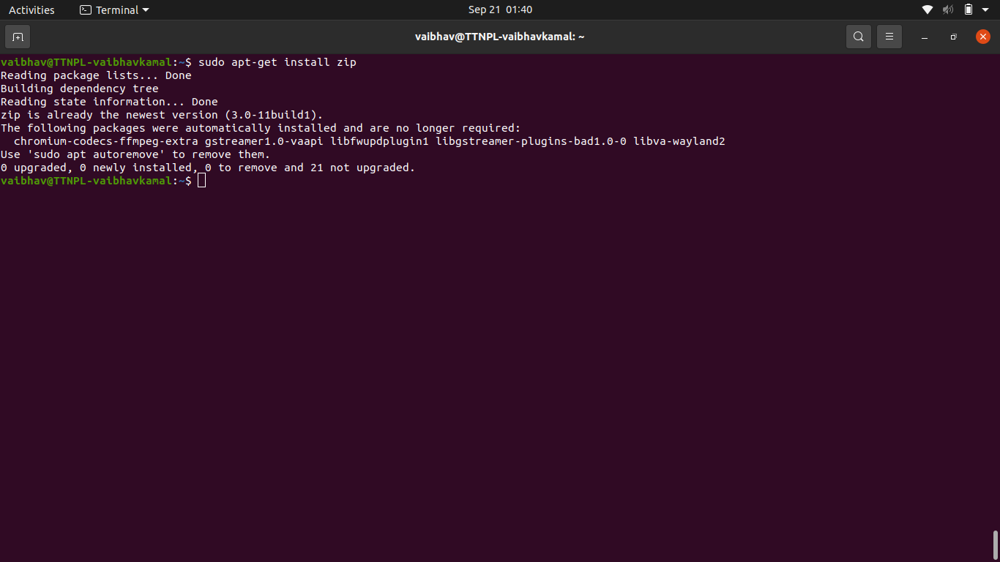 Activities Terminal Sep 21 01:40
vaibhav@TTNPL-vaibhavkamal: ~
vaibhav@TTNPL-vaibhavkamal:~$ sudo apt-get install zip
Reading package lists... Done
Building dependency tree
Reading state information... Done
zip is already the newest version (3.0-11build1).
The following packages were automatically installed and are no longer required:
  chromium-codecs-ffmpeg-extra gstreamer1.0-vaapi libfwupdplugin1 libgstreamer-plugins-bad1.0-0 libva-wayland2
Use 'sudo apt autoremove' to remove them.
0 upgraded, 0 newly installed, 0 to remove and 21 not upgraded.
vaibhav@TTNPL-vaibhavkamal:~$